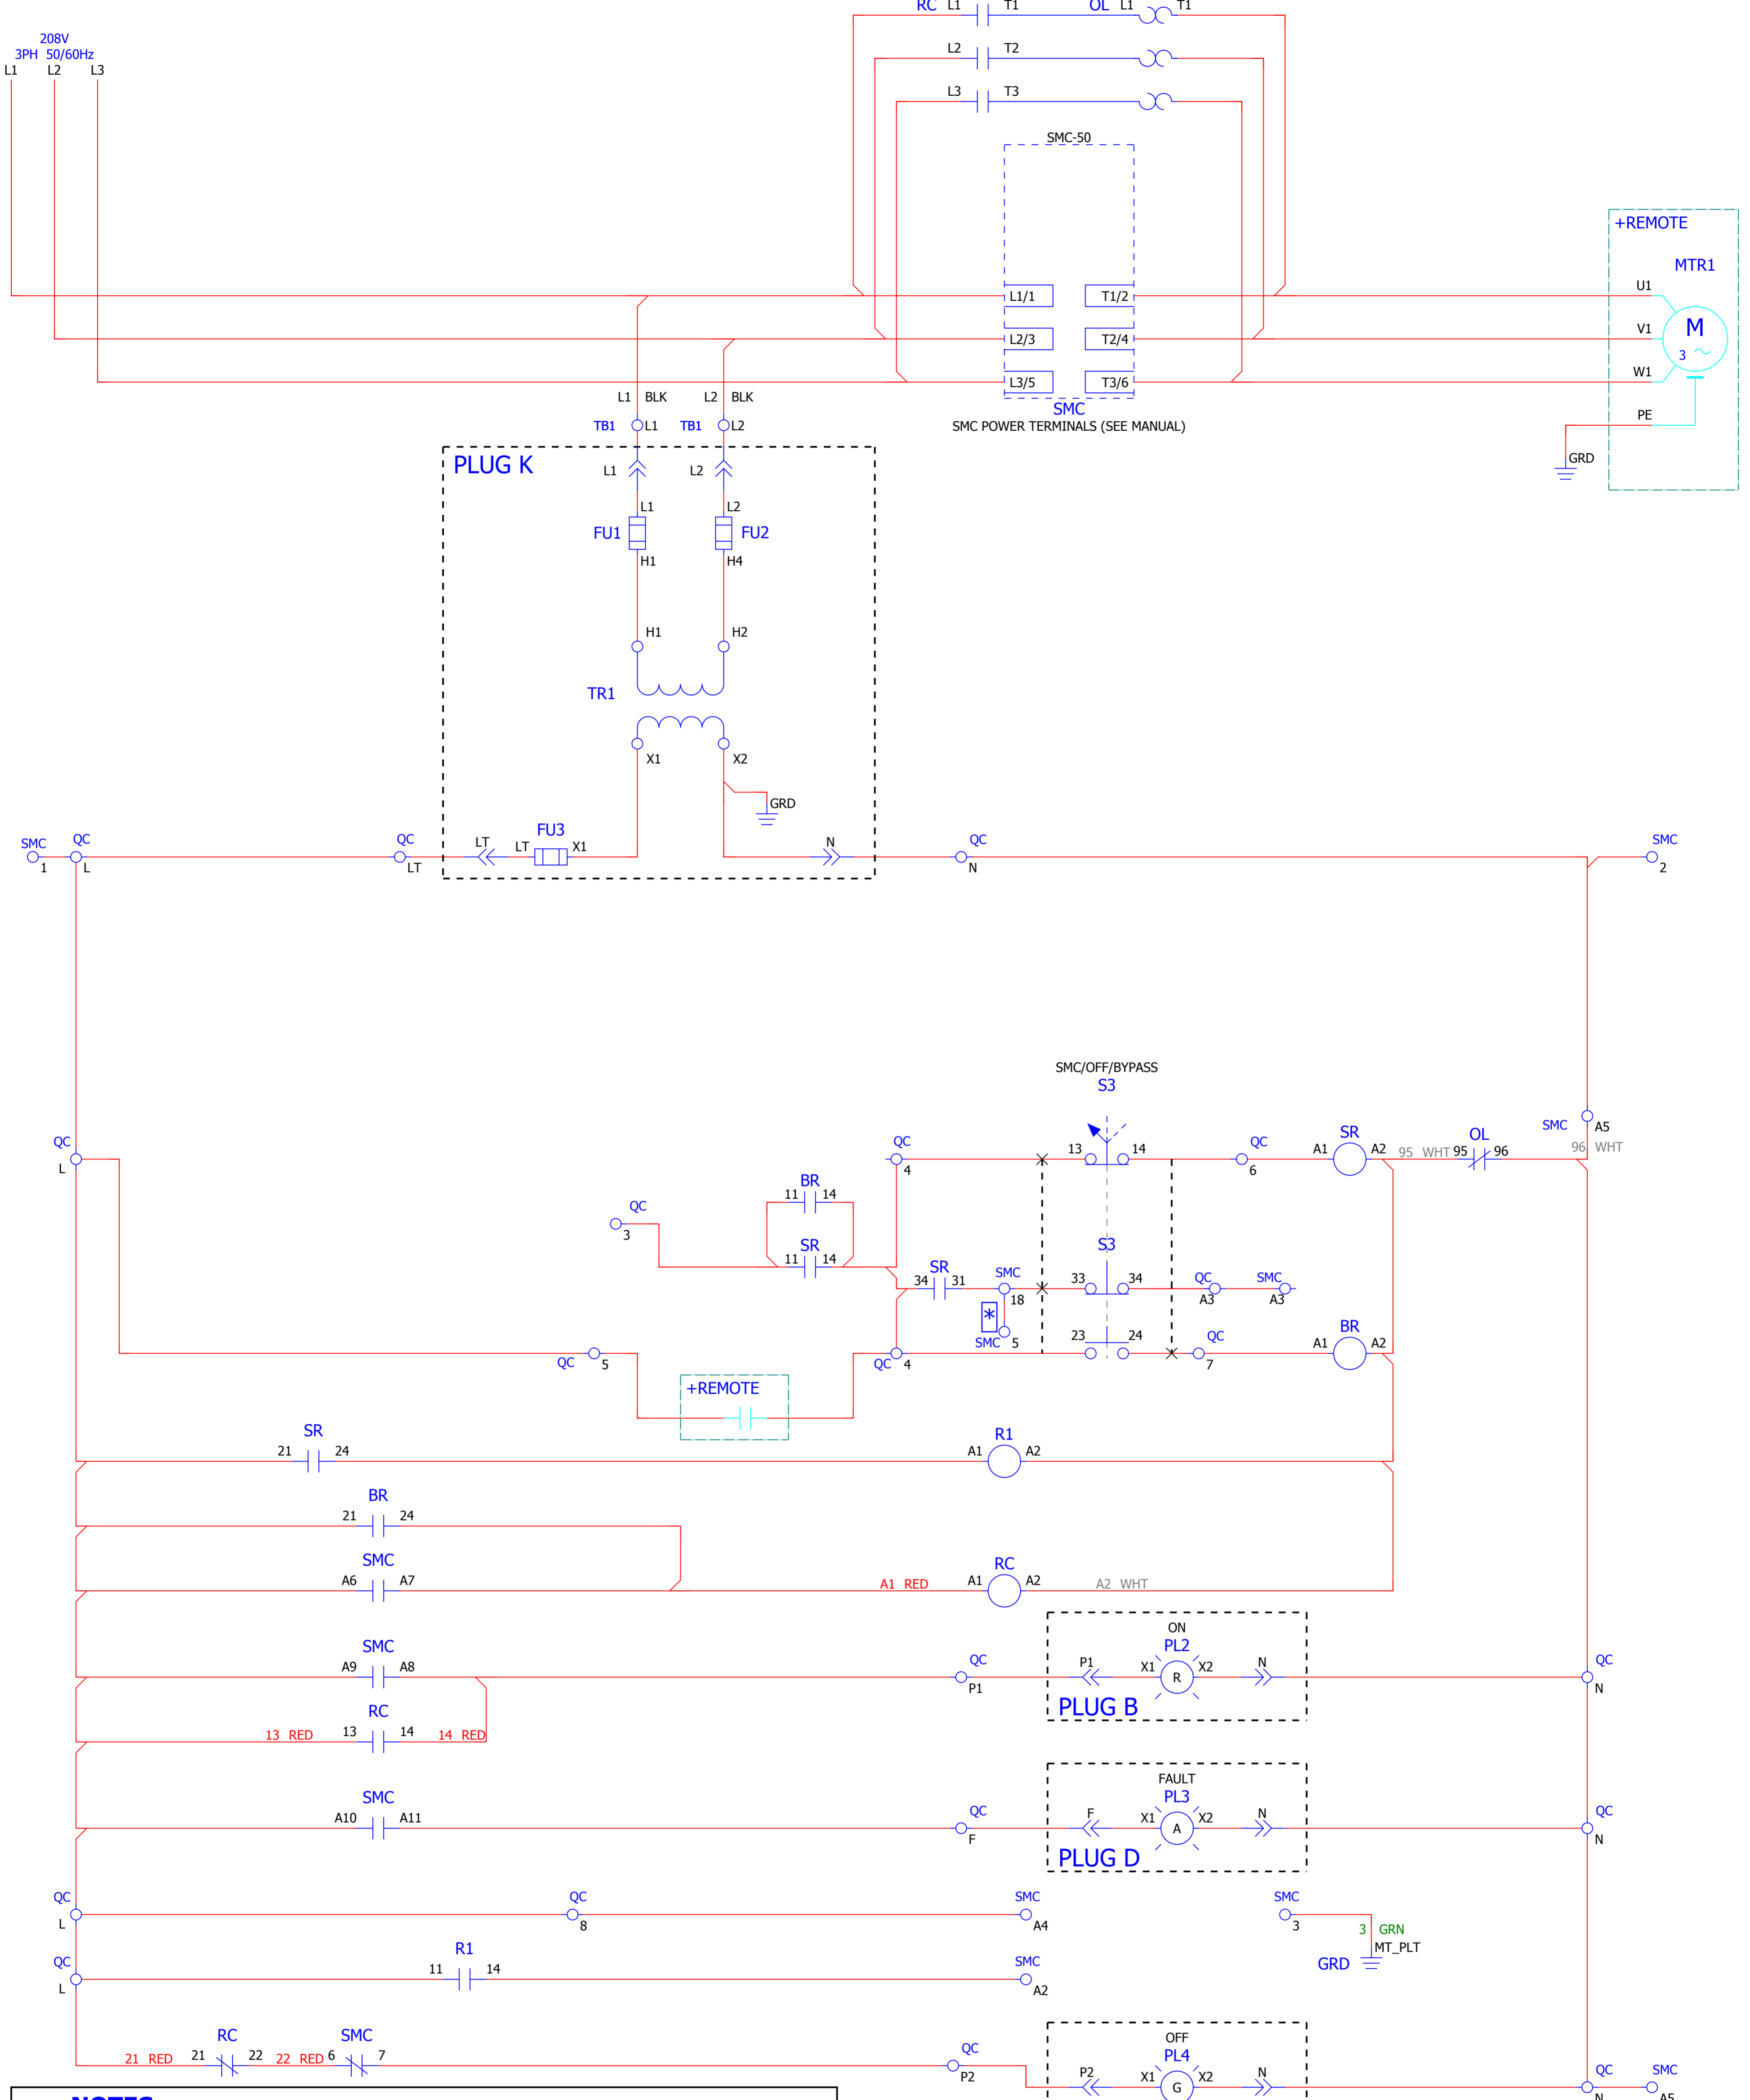 RC L1 T1 OL L1 T1
208V
3PH 50/60Hz
L1 L2 L3
L2 T2
L3 T3
SMC-50
+REMOTE
MTR1
L1/1 T1/2 U1
L2/3 T2/4 V1
M
3
L3/5 T3/6 W1
L1 BLK L2 BLK
SMC
PE
TB1 L1 TB1 L2
SMC POWER TERMINALS (SEE MANUAL)
PLUG K
GRD
L1 L2
L1 L2
FU1 FU2
H1 H4
H1 H2
TR1
X1 X2
GRD
FU3
SMC QC QC LT LT X1 N QC SMC
1 L LT N 2
SMC/OFF/BYPASS
S3
SMC A5
QC QC 13 14 QC SR OL
L 4 6 A1 A2 95 WHT 95 96 96 WHT
BR
11 14
QC
3
SR
11 14
S3
SR
34 31 SMC 33 34 QC SMC
18 A3 A3
*
SMC 5 23 24 QC BR
QC 5 QC 4 7 A1 A2
+REMOTE
SR R1
21 24 A1 A2
BR
21 24
SMC RC
A6 A7 A1 RED A1 A2 A2 WHT
ON
SMC PL2
A9 A8 QC P1 X1 R X2 N QC
P1 N
RC PLUG B
13 RED 13 14 14 RED
FAULT
SMC PL3
A10 A11 QC F X1 A X2 N QC
F N
PLUG D
QC QC SMC SMC
L 8 A4 3
3 GRN
MT_PLT
GRD
QC R1 SMC
L 11 14 A2
OFF
RC SMC PL4
21 RED 21 22 22 RED 6 7 QC
P2 P2 X1 G X2 N QC SMC
N A5
NOTES